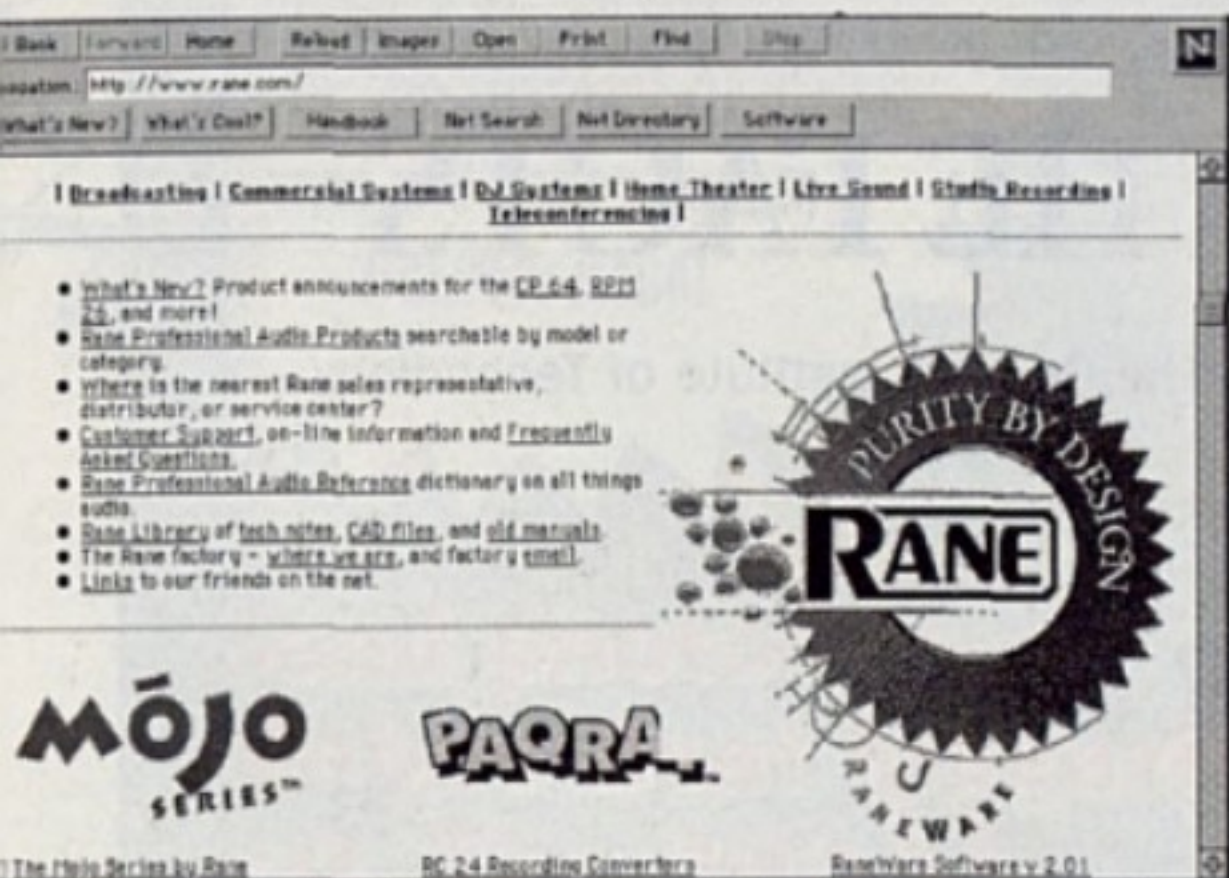 Back Forward Home Reload Images Open Print Find Stop N
http://www.rane.com/
What's New? What's Cool? Handbook Net Search Net Directory Software
| Broadcasting | Commercial Systems | DJ Systems | Home Theater | Live Sound | Studio Recording |
Teleconferencing |
• What's New? Product announcements for the CP 64, RPM
26, and more!
• Rane Professional Audio Products searchable by model or
category.
• Where is the nearest Rane sales representative,
distributor, or service center?
• Customer Support, on-line information and Frequently
Asked Questions.
• Rane Professional Audio Reference dictionary on all things
audio.
• Rane Library of tech notes, CAD files, and old manuals.
• The Rane factory - where we are, and factory email.
• Links to our friends on the net.
PURITY BY DESIGN
RANE
MŌJO
SERIES™
PAQRAT
RANEWARE
The Mojo Series by Rane
RC 24 Recording Converters
RaneWare Software v 2.01